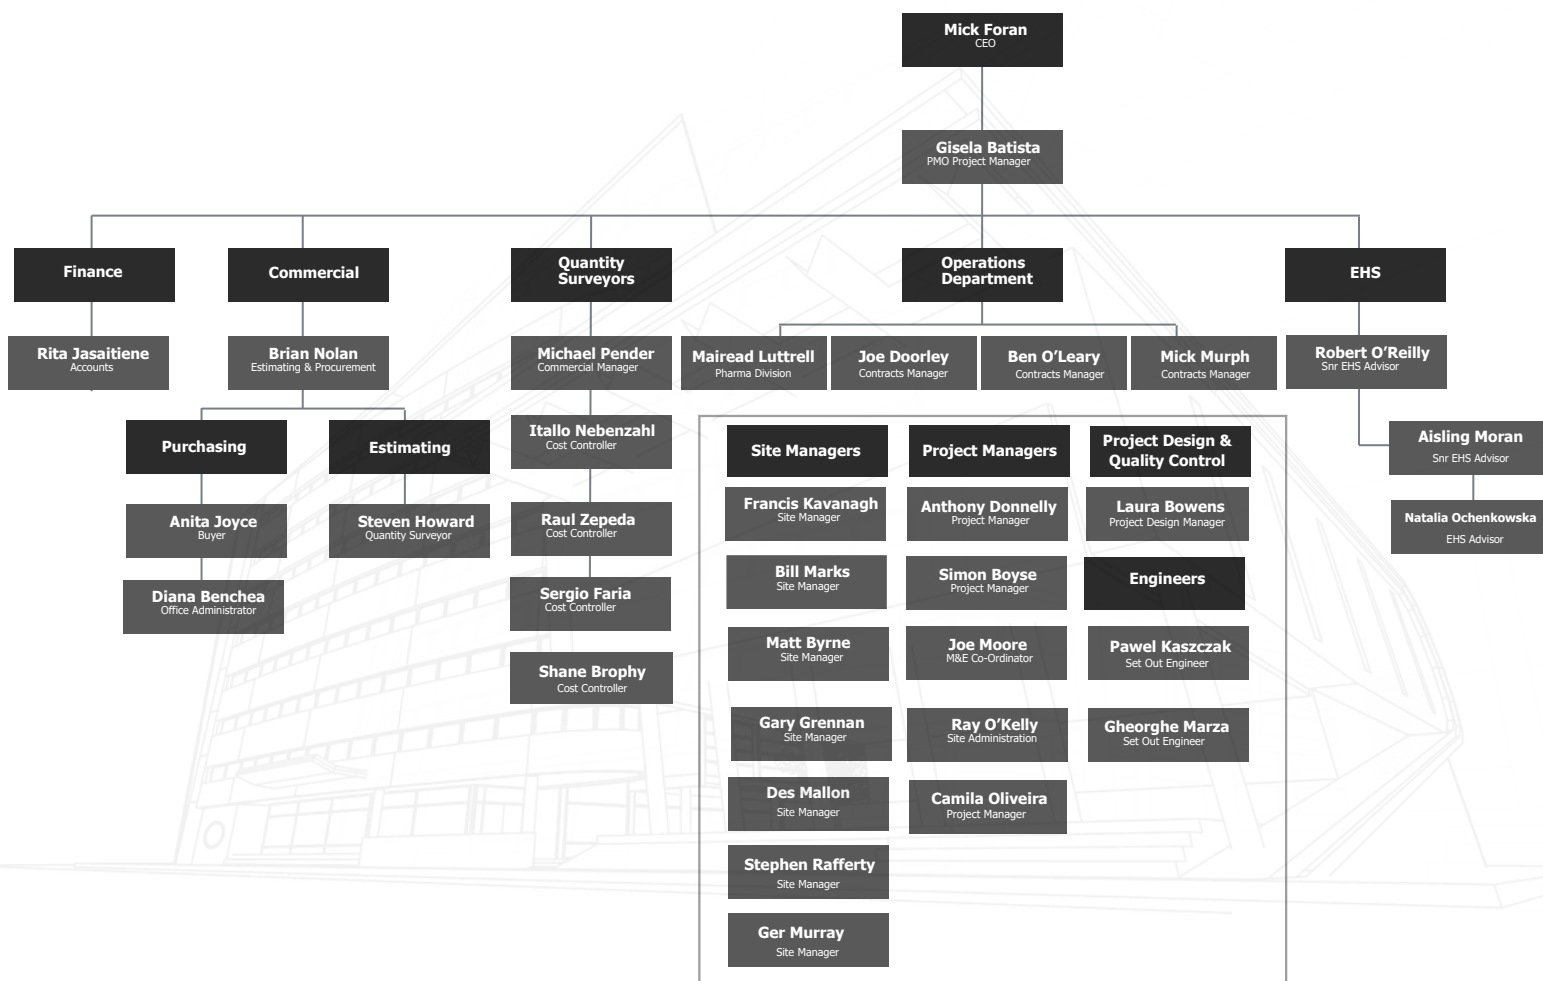 Mick Foran
CEO
Gisela Batista
PMO Project Manager
Finance
Commercial
Quantity
Surveyors
Operations
Department
EHS
Rita Jasaitiene
Accounts
Brian Nolan
Estimating & Procurement
Michael Pender
Commercial Manager
Mairead Luttrell
Pharma Division
Joe Doorley
Contracts Manager
Ben O’Leary
Contracts Manager
Mick Murph
Contracts Manager
Robert O’Reilly
Snr EHS Advisor
Purchasing
Estimating
Itallo Nebenzahl
Cost Controller
Aisling Moran
Snr EHS Advisor
Anita Joyce
Buyer
Steven Howard
Quantity Surveyor
Raul Zepeda
Cost Controller
Natalia Ochenkowska
EHS Advisor
Diana Benchea
Office Administrator
Sergio Faria
Cost Controller
Shane Brophy
Cost Controller
Site Managers
Francis Kavanagh
Site Manager
Bill Marks
Site Manager
Matt Byrne
Site Manager
Gary Grennan
Site Manager
Des Mallon
Site Manager
Stephen Rafferty
Site Manager
Ger Murray
Site Manager
Project Managers
Anthony Donnelly
Project Manager
Simon Boyse
Project Manager
Joe Moore
M&E Co-Ordinator
Ray O’Kelly
Site Administration
Camila Oliveira
Project Manager
Project Design &
Quality Control
Laura Bowens
Project Design Manager
Engineers
Pawel Kaszczak
Set Out Engineer
Gheorghe Marza
Set Out Engineer